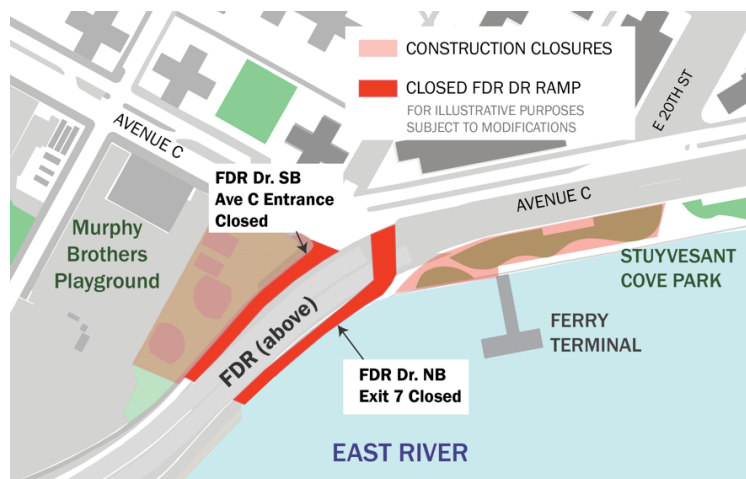 CONSTRUCTION CLOSURES
CLOSED FDR DR RAMP
FOR ILLUSTRATIVE PURPOSES
SUBJECT TO MODIFICATIONS
E 20TH ST
AVENUE C
FDR Dr. SB
Ave C Entrance
Closed
AVENUE C
Murphy
Brothers
Playground
STUYVESANT
COVE PARK
FERRY
TERMINAL
FDR (above)
FDR Dr. NB
Exit 7 Closed
EAST RIVER